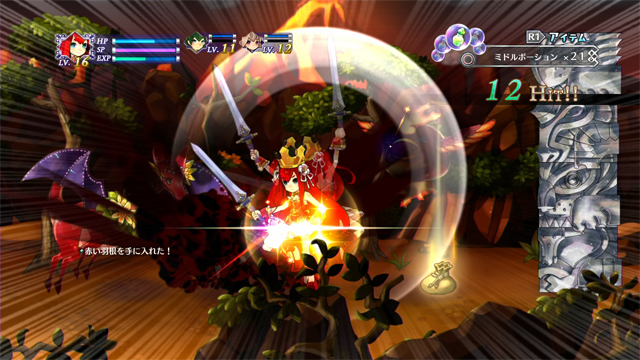 HP
SP
EXP
LV. 16
LV. 11
LV. 12
R1 アイテム
ミドルポーション ×21
12 HIT!!
赤い羽根を手に入れた!